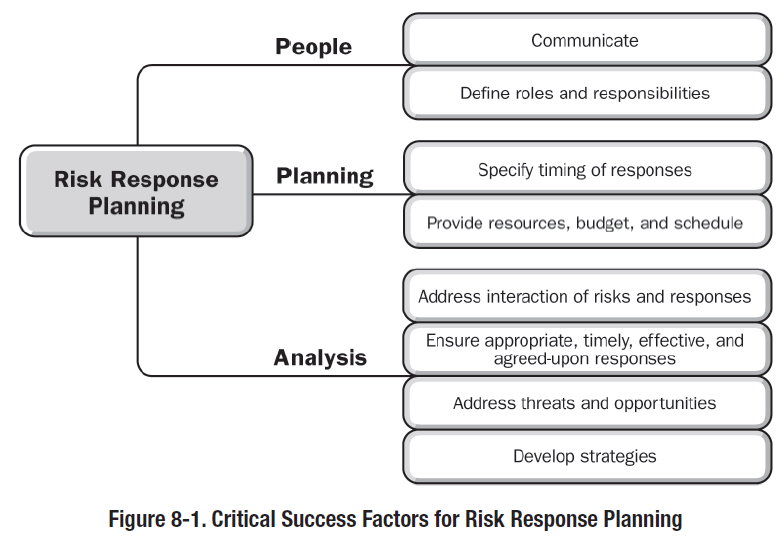 People
Communicate
Define roles and responsibilities
Risk Response
Planning
Planning
Specify timing of responses
Provide resources, budget, and schedule
Analysis
Address interaction of risks and responses
Ensure appropriate, timely, effective, and
agreed-upon responses
Address threats and opportunities
Develop strategies
Figure 8-1. Critical Success Factors for Risk Response Planning